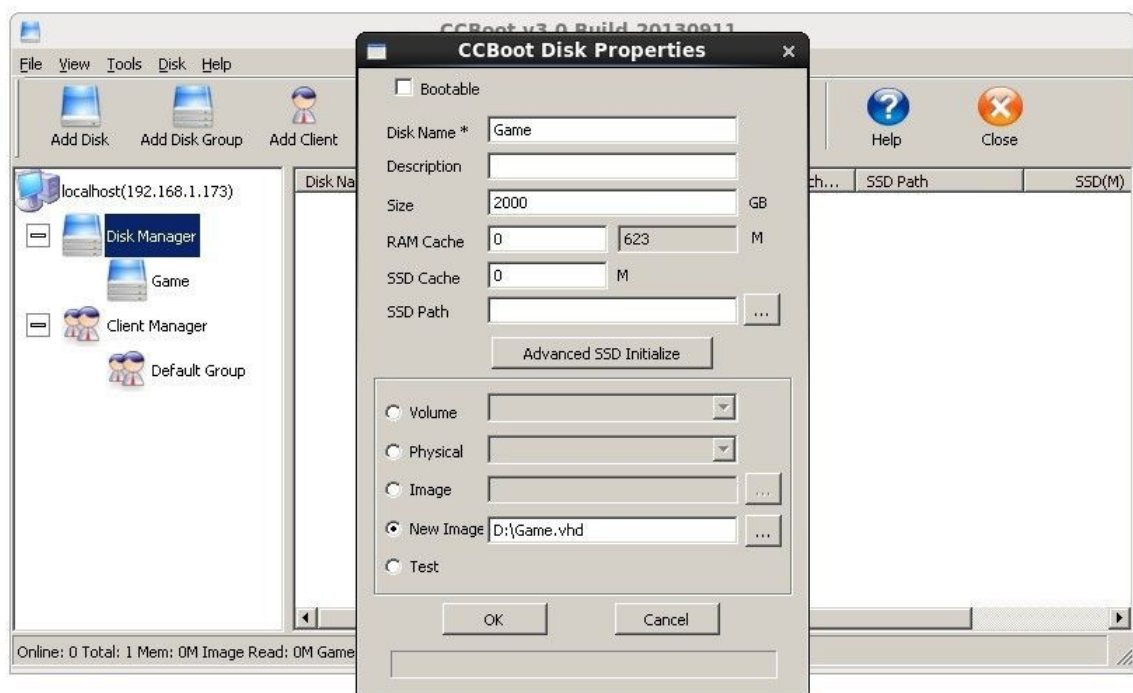 CCBoot v3.0 Build 20130911
CCBoot Disk Properties
File View Tools Disk Help
Add Disk
Add Disk Group
Add Client
Help
Close
localhost(192.168.1.173)
Disk Manager
Game
Client Manager
Default Group
Disk Na
ch...
SSD Path
SSD(M)
Bootable
Disk Name * Game
Description
Size 2000 GB
RAM Cache 0 623 M
SSD Cache 0 M
SSD Path ...
Advanced SSD Initialize
Volume
Physical
Image ...
New Image D:\Game.vhd ...
Test
OK
Cancel
Online: 0 Total: 1 Mem: 0M Image Read: 0M Game